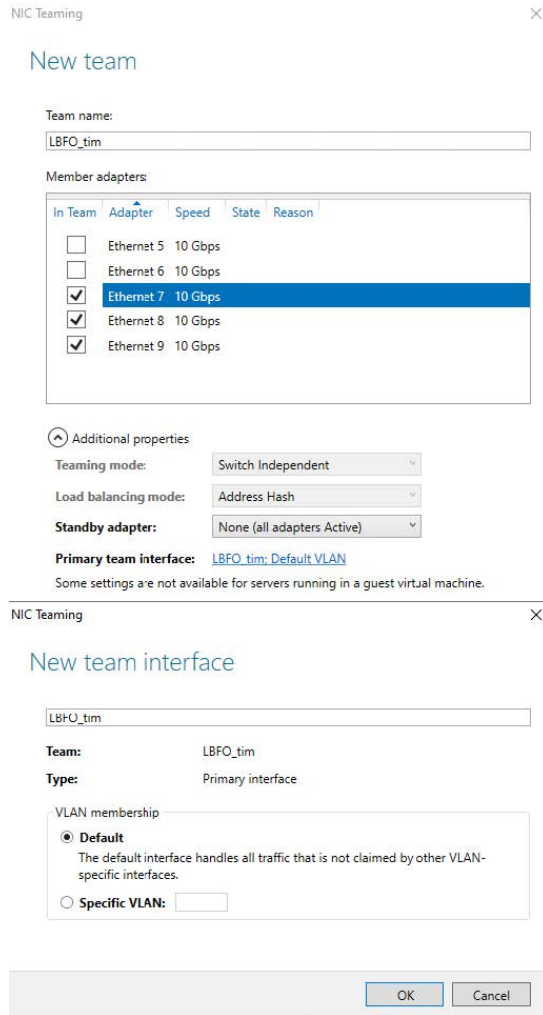 NIC Teaming
New team
Team name:
LBFO_tim
Member adapters:
In Team Adapter Speed State Reason
Ethernet 5 10 Gbps
Ethernet 6 10 Gbps
Ethernet 7 10 Gbps
Ethernet 8 10 Gbps
Ethernet 9 10 Gbps
Additional properties
Teaming mode: Switch Independent
Load balancing mode: Address Hash
Standby adapter: None (all adapters Active)
Primary team interface: LBFO_tim; Default VLAN
Some settings are not available for servers running in a guest virtual machine.
NIC Teaming
New team interface
LBFO_tim
Team: LBFO_tim
Type: Primary interface
VLAN membership
Default
The default interface handles all traffic that is not claimed by other VLAN-
specific interfaces.
Specific VLAN:
OK Cancel